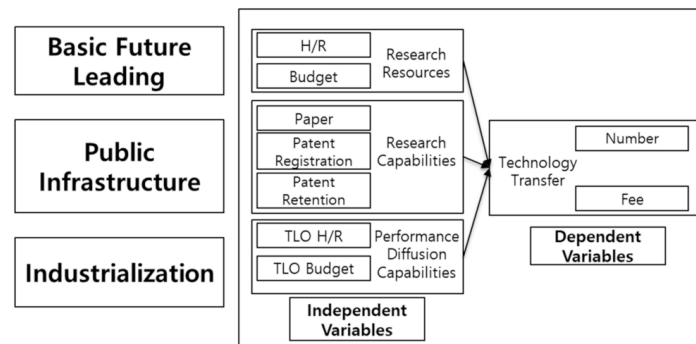 Basic Future
Leading
Public
Infrastructure
Industrialization
H/R
Budget
Research
Resources
Paper
Patent
Registration
Patent
Retention
Research
Capabilities
TLO H/R
TLO Budget
Performance
Diffusion
Capabilities
Independent
Variables
Technology
Transfer
Number
Fee
Dependent
Variables